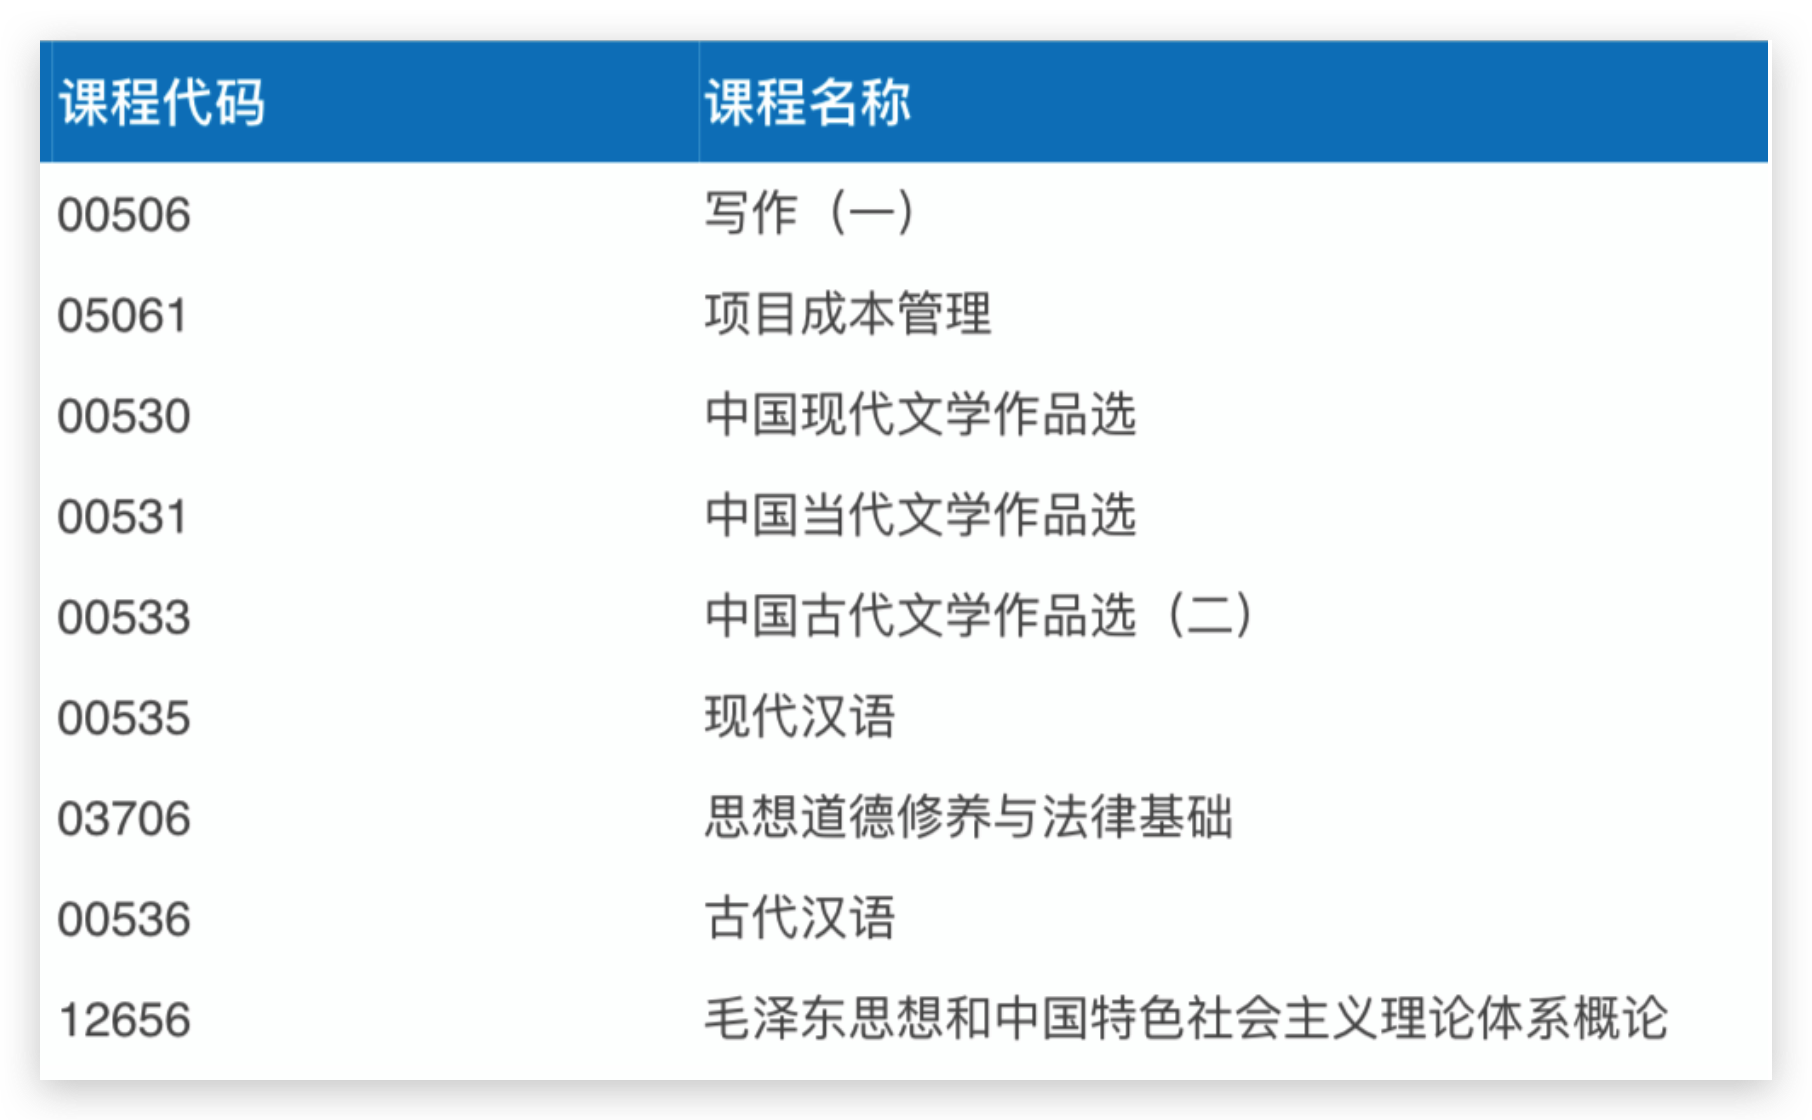 课程代码 课程名称
00506 写作（一）
05061 项目成本管理
00530 中国现代文学作品选
00531 中国当代文学作品选
00533 中国古代文学作品选（二）
00535 现代汉语
03706 思想道德修养与法律基础
00536 古代汉语
12656 毛泽东思想和中国特色社会主义理论体系概论